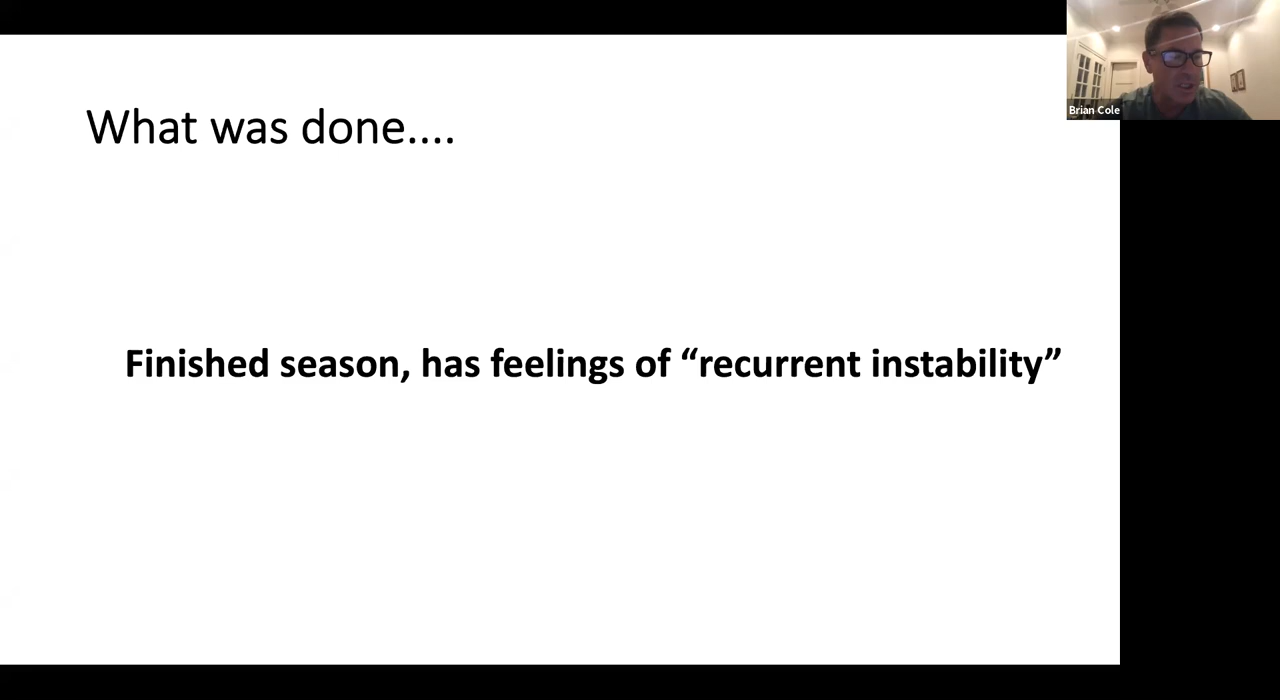 What was done....
Finished season, has feelings of “recurrent instability”
Brian Cole